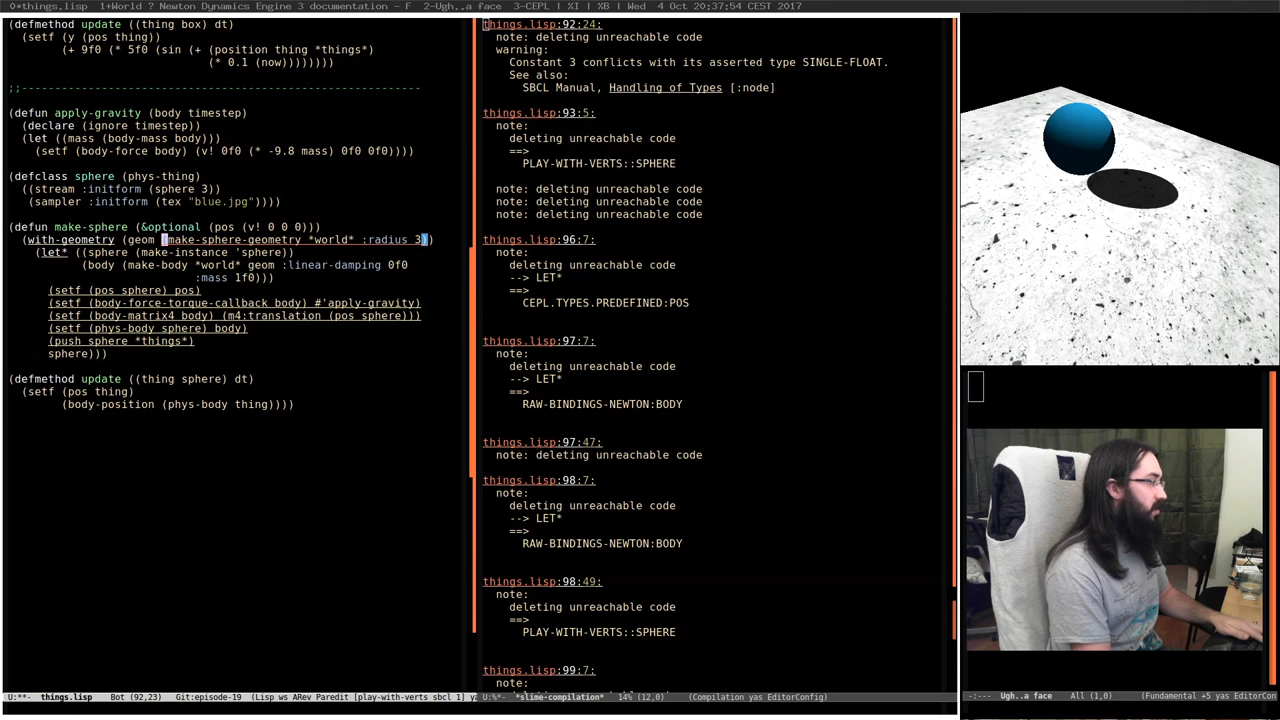 0*things.lisp  1+World ? Newton Dynamics Engine 3 documentation - F  2-Ugh..a face  3-CEPL | XI | XB | Wed  4 Oct 20:37:54 CEST 2017
(defmethod update ((thing box) dt)
  (setf (y (pos thing))
        (+ 9f0 (* 5f0 (sin (+ (position thing *things*)
                              (* 0.1 (now))))))))
;;------------------------------------------------------------
(defun apply-gravity (body timestep)
  (declare (ignore timestep))
  (let ((mass (body-mass body)))
    (setf (body-force body) (v! 0f0 (* -9.8 mass) 0f0 0f0))))
(defclass sphere (phys-thing)
  ((stream :initform (sphere 3))
   (sampler :initform (tex "blue.jpg"))))
(defun make-sphere (&optional (pos (v! 0 0 0)))
  (with-geometry (geom (make-sphere-geometry *world* :radius 3))
    (let* ((sphere (make-instance 'sphere))
           (body (make-body *world* geom :linear-damping 0f0
                            :mass 1f0)))
      (setf (pos sphere) pos)
      (setf (body-force-torque-callback body) #'apply-gravity)
      (setf (body-matrix4 body) (m4:translation (pos sphere)))
      (setf (phys-body sphere) body)
      (push sphere *things*)
      sphere)))
(defmethod update ((thing sphere) dt)
  (setf (pos thing)
        (body-position (phys-body thing))))
U:**-  things.lisp   Bot (92,23)   Git:episode-19  (Lisp ws ARev Paredit [play-with-verts sbcl 1] ya
things.lisp:92:24:
  note: deleting unreachable code
  warning:
    Constant 3 conflicts with its asserted type SINGLE-FLOAT.
    See also:
      SBCL Manual, Handling of Types [:node]
things.lisp:93:5:
  note:
    deleting unreachable code
    ==>
      PLAY-WITH-VERTS::SPHERE
  note: deleting unreachable code
  note: deleting unreachable code
  note: deleting unreachable code
things.lisp:96:7:
  note:
    deleting unreachable code
    --> LET*
    ==>
      CEPL.TYPES.PREDEFINED:POS
things.lisp:97:7:
  note:
    deleting unreachable code
    --> LET*
    ==>
      RAW-BINDINGS-NEWTON:BODY
things.lisp:97:47:
  note: deleting unreachable code
things.lisp:98:7:
  note:
    deleting unreachable code
    --> LET*
    ==>
      RAW-BINDINGS-NEWTON:BODY
things.lisp:98:49:
  note:
    deleting unreachable code
    ==>
      PLAY-WITH-VERTS::SPHERE
things.lisp:99:7:
  note:
U:%*-  *slime-compilation*   14% (12,0)     (Compilation yas EditorConfig)
-:---  Ugh..a face   All (1,0)      (Fundamental +5 yas EditorCon